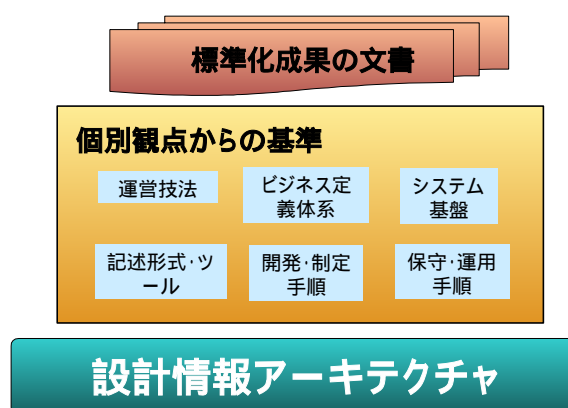 標準化成果の文書
個別観点からの基準
運営技法
ビジネス定
義体系
システム
基盤
記述形式･ツ
ール
開発･制定
手順
保守･運用
手順
設計情報アーキテクチャ